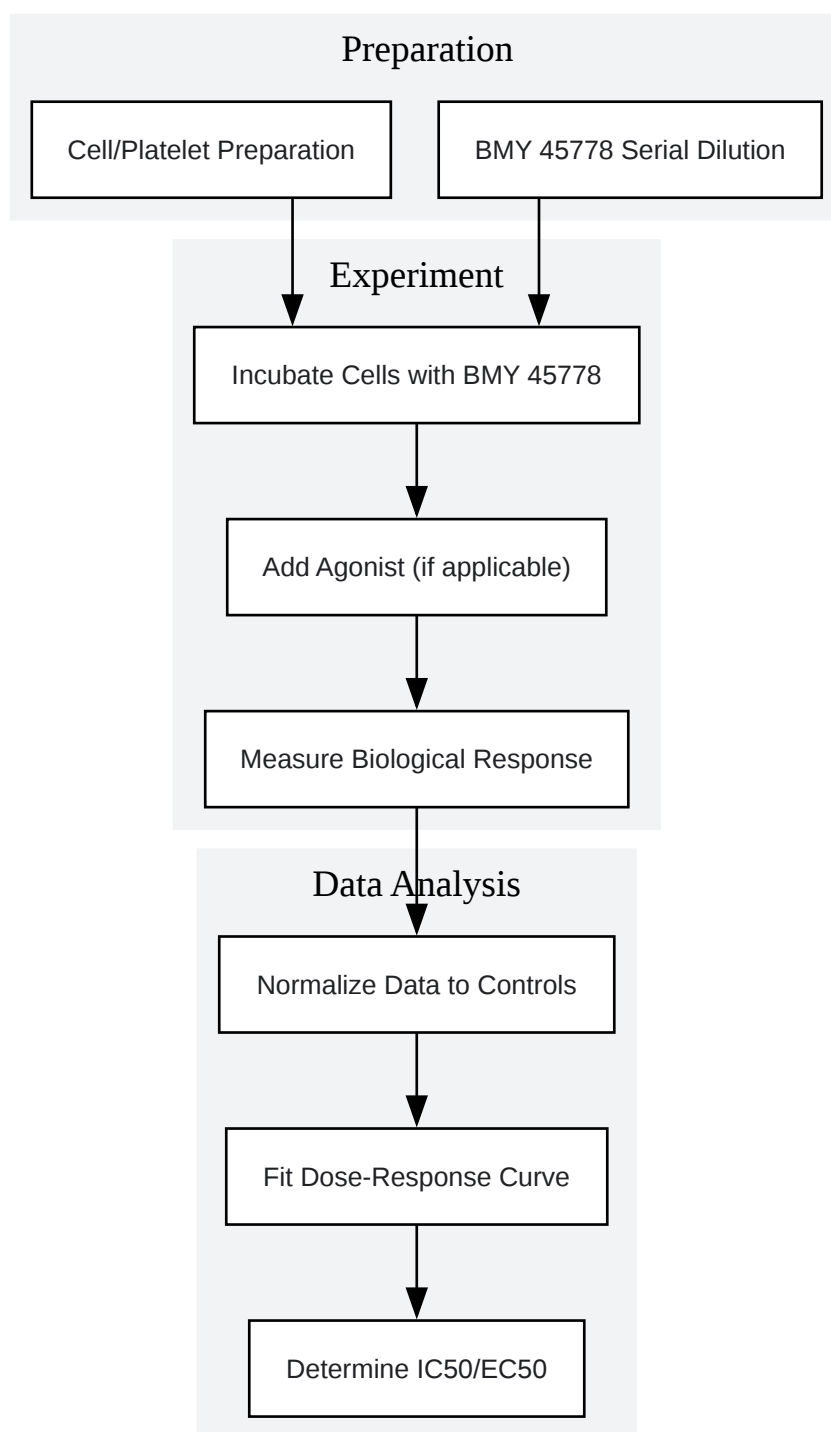 Preparation
Cell/Platelet Preparation
BMY 45778 Serial Dilution
Experiment
Incubate Cells with BMY 45778
Add Agonist (if applicable)
Measure Biological Response
Data Analysis
Normalize Data to Controls
Fit Dose-Response Curve
Determine IC50/EC50